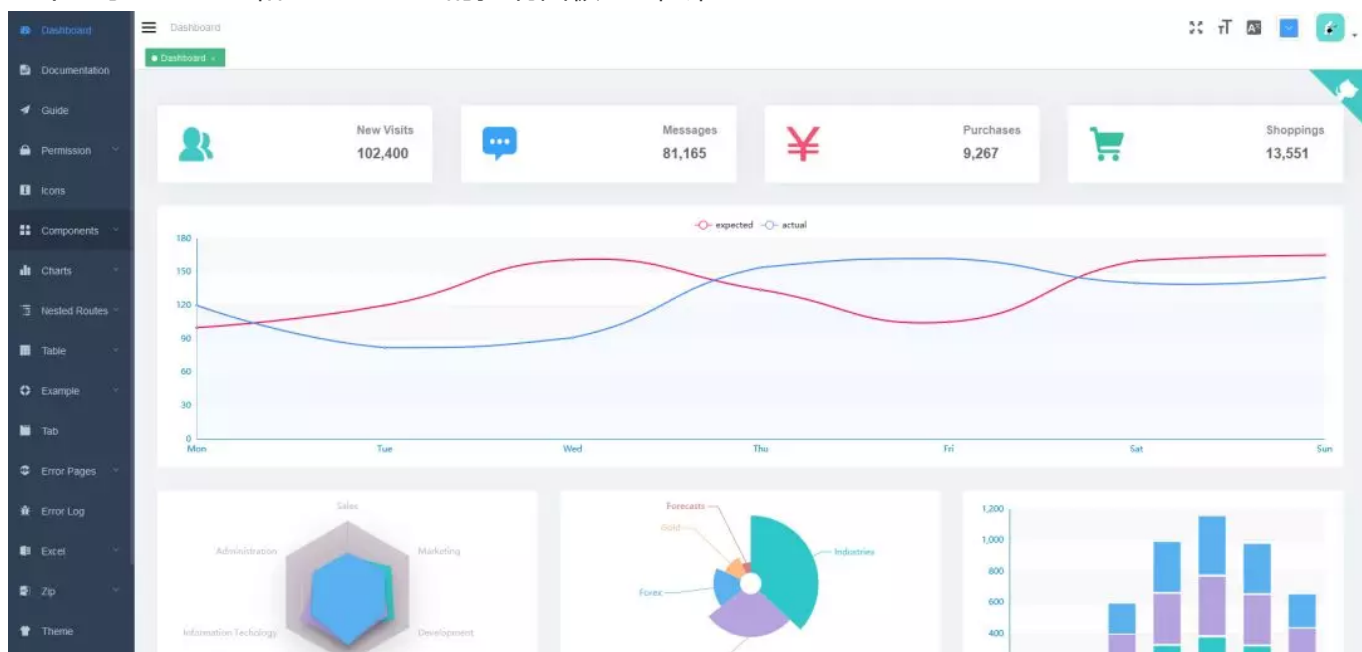 Dashboard
Dashboard
Dashboard
Documentation
Guide
Permission
Icons
Components
Charts
Nested Routes
Table
Example
Tab
Error Pages
Error Log
Excel
Zip
Theme
New Visits
102,400
Messages
81,165
Purchases
9,267
Shoppings
13,551
expected
actual
180
150
120
90
60
30
0
Mon Tue Wed Thu Fri Sat Sun
Sales
Administration
Marketing
Information Techology
Development
Forecasts
Gold
Industries
Forex
1,200
1,000
800
600
400